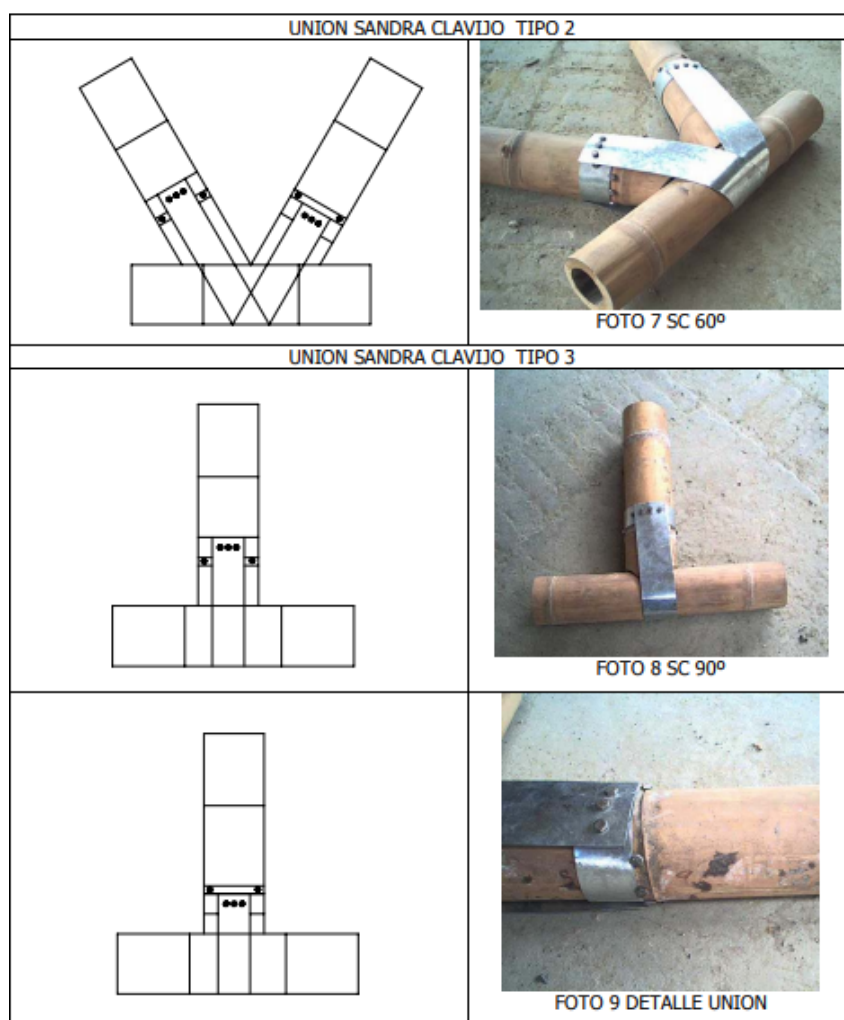 UNION SANDRA CLAVIJO TIPO 2
FOTO 7 SC 60º
UNION SANDRA CLAVIJO TIPO 3
FOTO 8 SC 90º
FOTO 9 DETALLE UNION